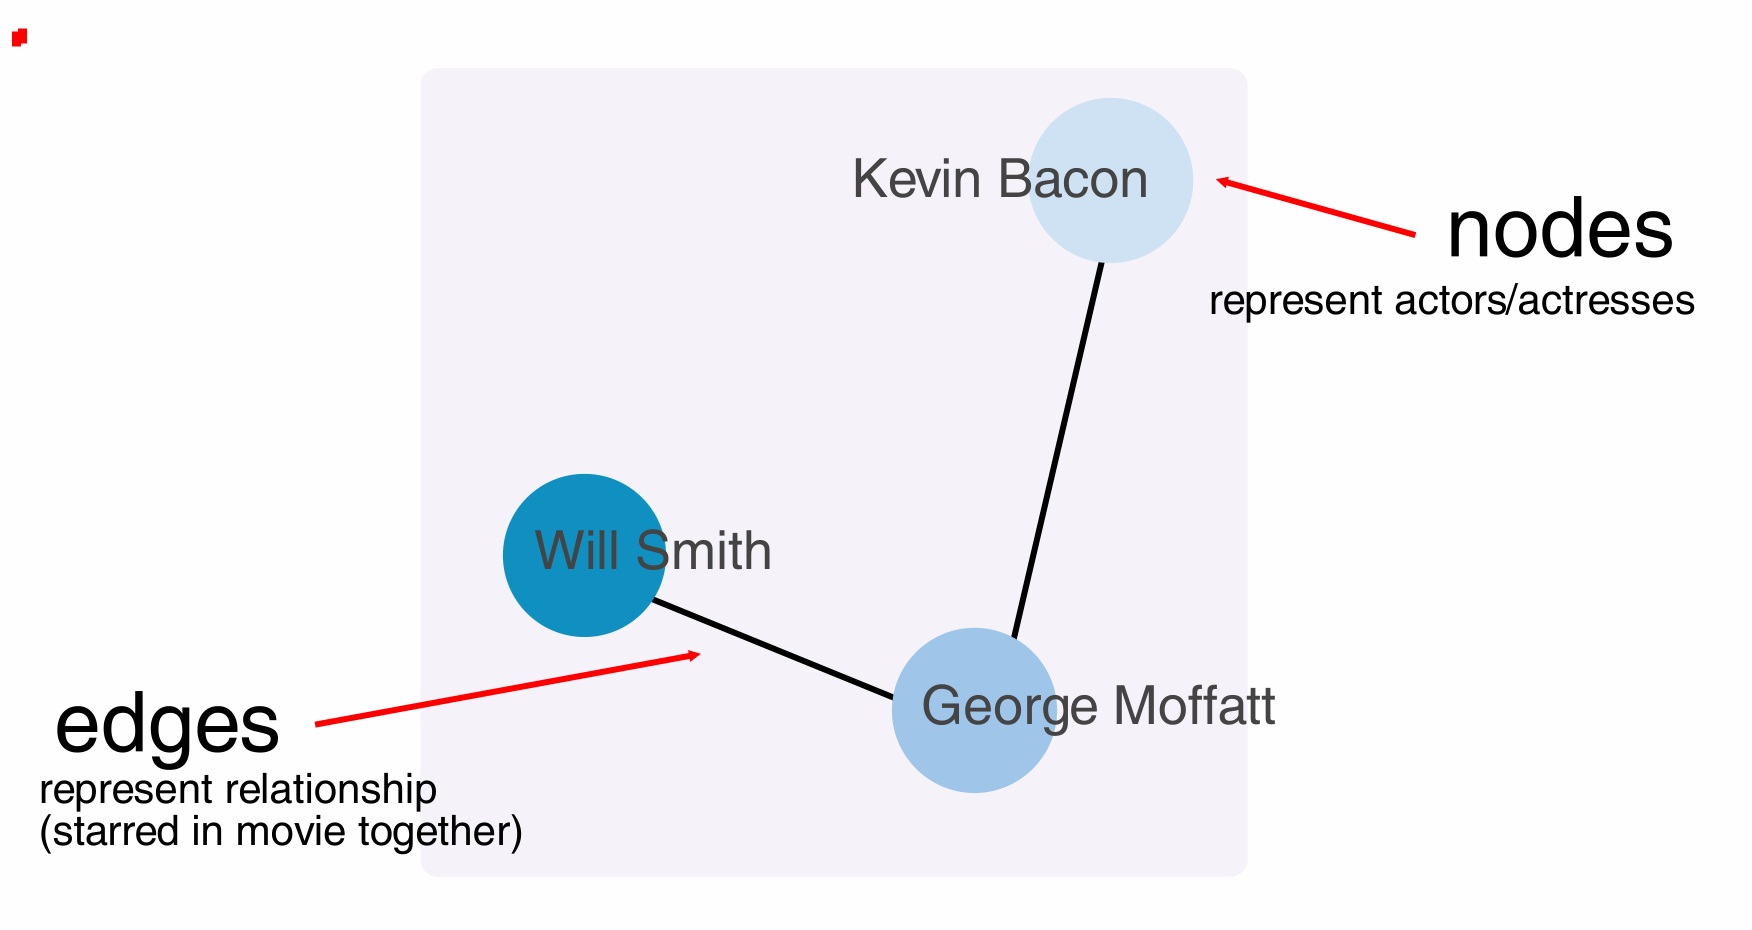 Kevin Bacon
nodes
represent actors/actresses
Will Smith
George Moffatt
edges
represent relationship
(starred in movie together)